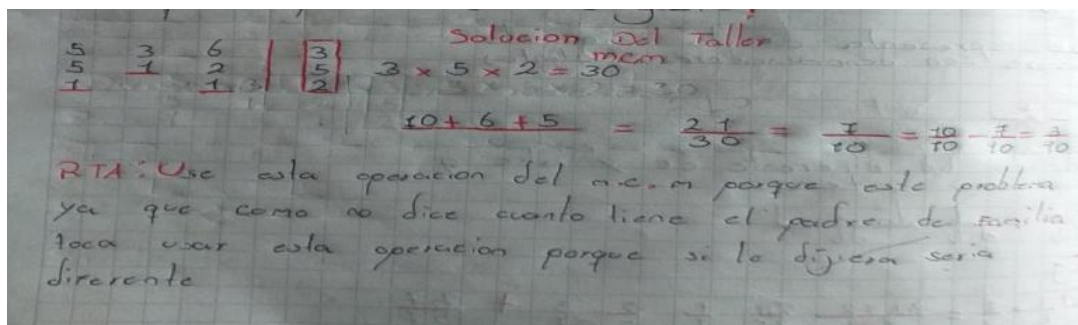 Solucion Del Taller
5 3 6 | 3
5 1 2 | 5
1 1 | 2
3 x 5 x 2 = 30
mcm
10 + 6 + 5 = 21/30 = 7/10 = 10/10 - 7/10 = 3/10
RTA: Use esta operacion del m.c.m porque este problema
ya que como no dice cuanto tiene el padre de familia
toca usar esta operacion porque si lo dijera seria
diferente